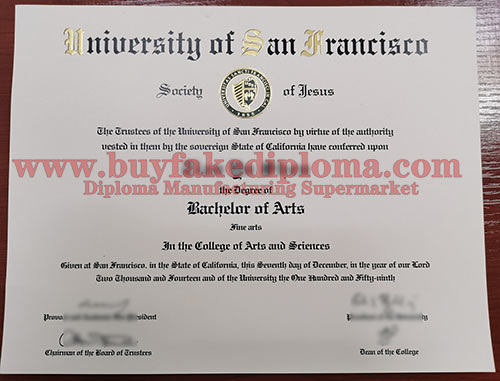 University of San Francisco
Society of Jesus
The Trustees of the University of San Francisco by virtue of the authority
vested in them by the sovereign State of California have conferred upon
www.buyfakediploma.com
the Degree of
Diploma Manufacturing Supermarket
Bachelor of Arts
Fine arts
In the College of Arts and Sciences
Given at San Francisco, in the State of California, this Seventh day of December, in the year of our Lord
Two Thousand and Fourteen and of the University the One Hundred and Fifty-ninth
Chairman of the Board of Trustees
Dean of the College